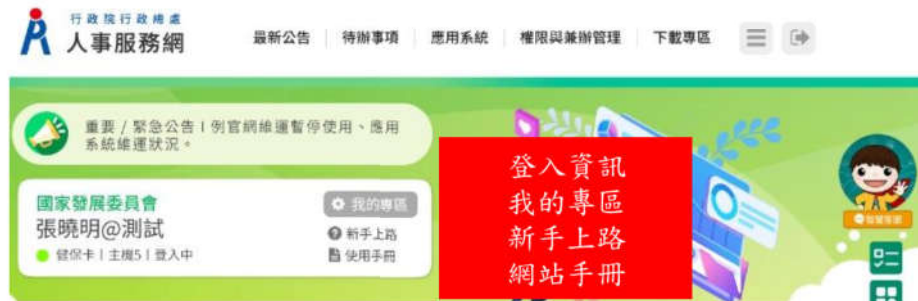 行政院行政總處
人事服務網
最新公告
待辦事項
應用系統
權限與兼辦管理
下載專區
重要 / 緊急公告 | 例官網維運暫停使用、應用
系統維運狀況。
國家發展委員會
我的專區
張曉明@測試
新手上路
健保卡 | 主機5 | 登入中
使用手冊
登入資訊
我的專區
新手上路
網站手冊
智慧客服